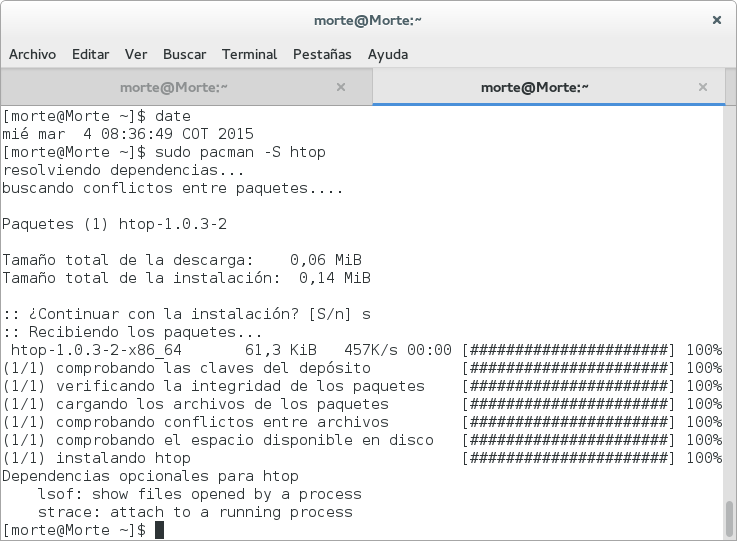 morte@Morte:~
Archivo Editar Ver Buscar Terminal Pestañas Ayuda
morte@Morte:~ morte@Morte:~
[morte@Morte ~]$ date
mié mar  4 08:36:49 COT 2015
[morte@Morte ~]$ sudo pacman -S htop
resolviendo dependencias...
buscando conflictos entre paquetes....
Paquetes (1) htop-1.0.3-2
Tamaño total de la descarga:    0,06 MiB
Tamaño total de la instalación:  0,14 MiB
:: ¿Continuar con la instalación? [S/n] s
:: Recibiendo los paquetes...
 htop-1.0.3-2-x86_64       61,3 KiB   457K/s 00:00 [######################] 100%
(1/1) comprobando las claves del depósito          [######################] 100%
(1/1) verificando la integridad de los paquetes    [######################] 100%
(1/1) cargando los archivos de los paquetes        [######################] 100%
(1/1) comprobando conflictos entre archivos        [######################] 100%
(1/1) comprobando el espacio disponible en disco   [######################] 100%
(1/1) instalando htop                              [######################] 100%
Dependencias opcionales para htop
    lsof: show files opened by a process
    strace: attach to a running process
[morte@Morte ~]$